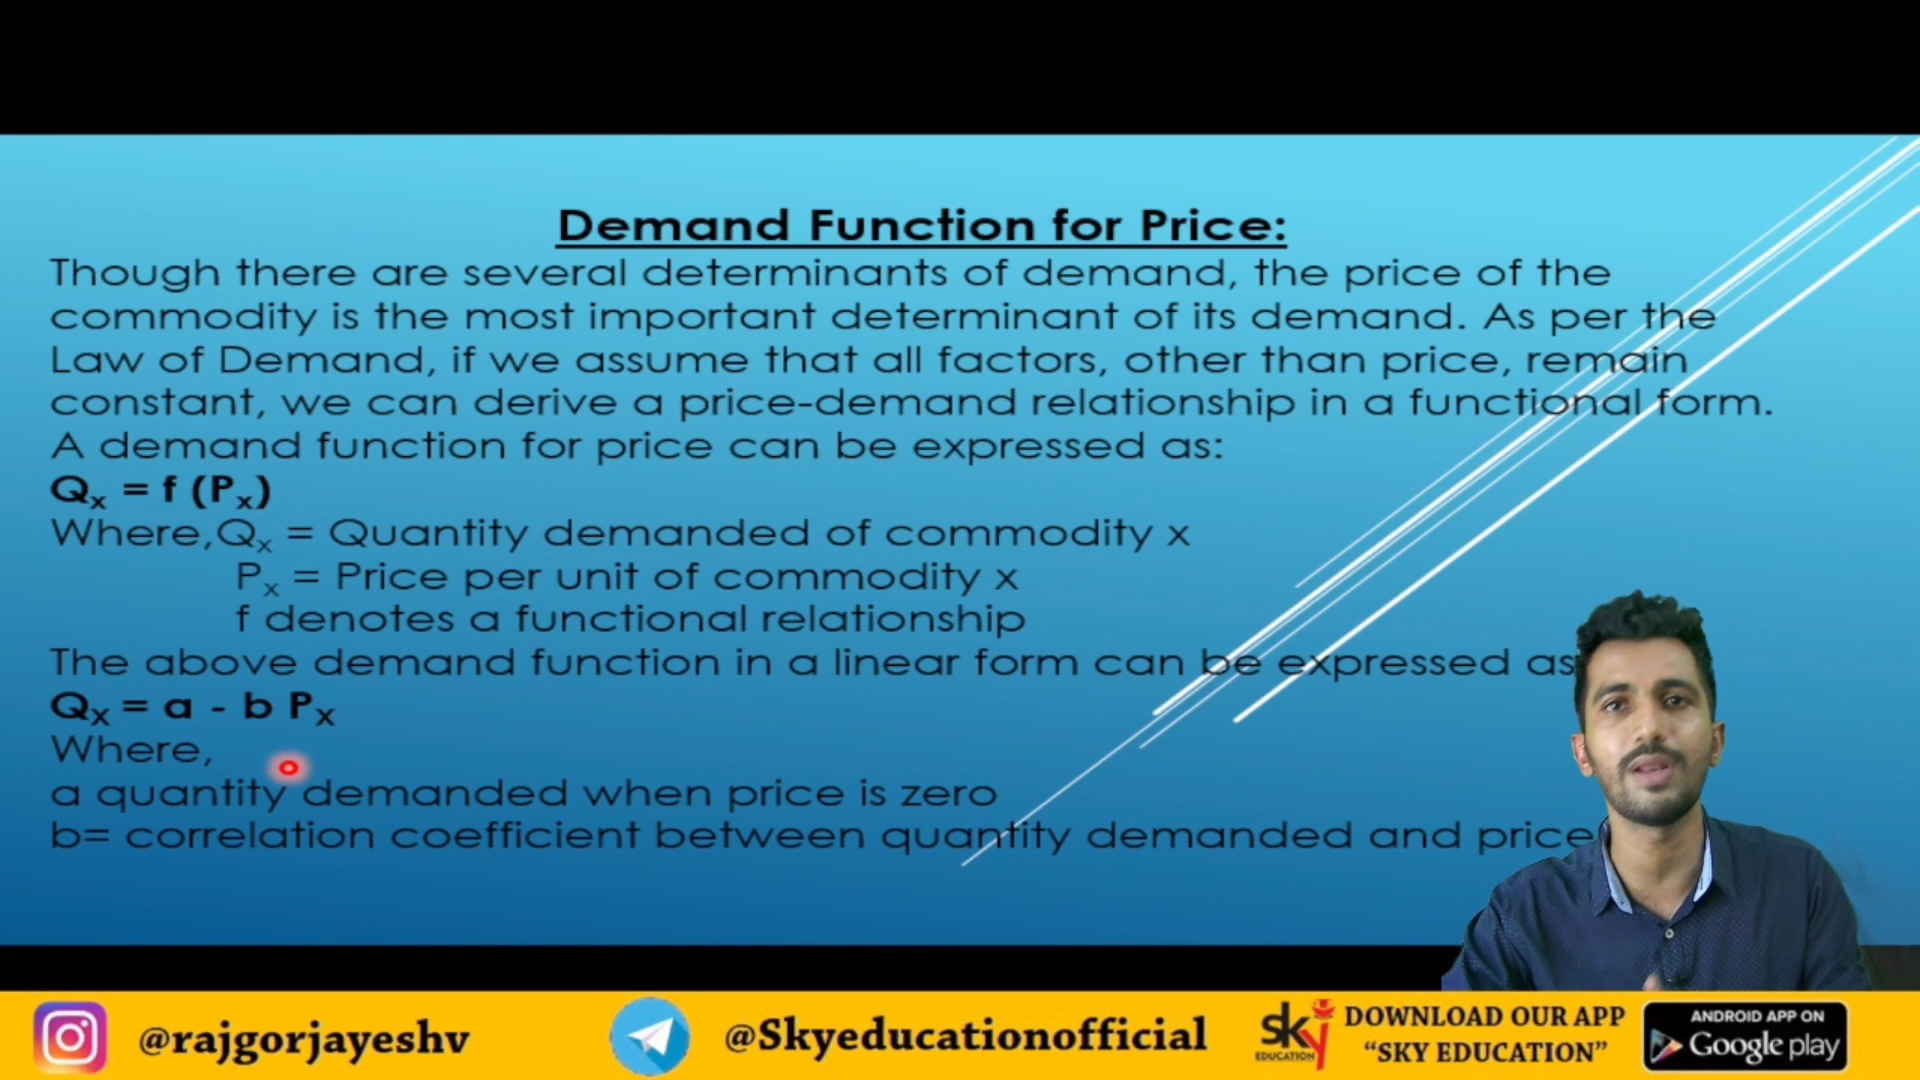 Demand Function for Price:
Though there are several determinants of demand, the price of the
commodity is the most important determinant of its demand. As per the
Law of Demand, if we assume that all factors, other than price, remain
constant, we can derive a price-demand relationship in a functional form.
A demand function for price can be expressed as:
Qx = f (Px)
Where,Qx = Quantity demanded of commodity x
Px = Price per unit of commodity x
f denotes a functional relationship
The above demand function in a linear form can be expressed as
Qx = a - b Px
Where,
a quantity demanded when price is zero
b= correlation coefficient between quantity demanded and price
@rajgorjayeshv
@Skyeducationofficial
sky
EDUCATION
DOWNLOAD OUR APP
“SKY EDUCATION”
ANDROID APP ON
Google play